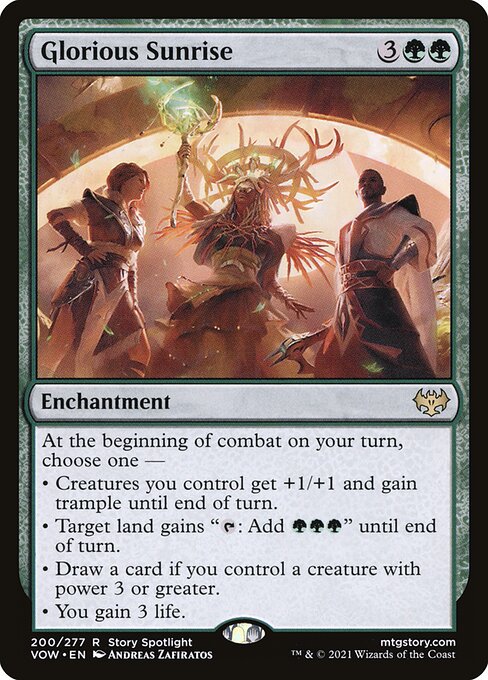 Glorious Sunrise 3
Enchantment
At the beginning of combat on your turn,
choose one —
• Creatures you control get +1/+1 and gain
trample until end of turn.
• Target land gains “: Add ” until end
of turn.
• Draw a card if you control a creature with
power 3 or greater.
• You gain 3 life.
200/277 R Story Spotlight
mtgstory.com
VOW • EN Andreas Zafiratos
™ & © 2021 Wizards of the Coast